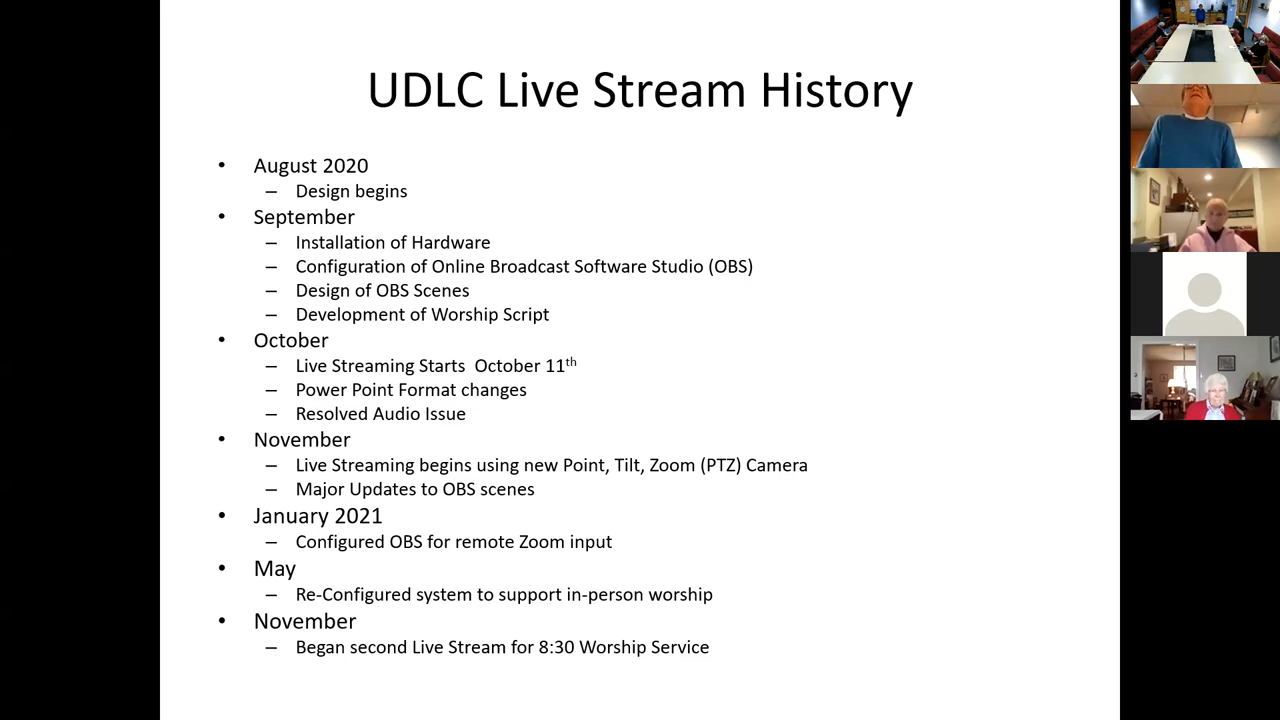 UDLC Live Stream History
• August 2020
– Design begins
• September
– Installation of Hardware
– Configuration of Online Broadcast Software Studio (OBS)
– Design of OBS Scenes
– Development of Worship Script
• October
– Live Streaming Starts October 11th
– Power Point Format changes
– Resolved Audio Issue
• November
– Live Streaming begins using new Point, Tilt, Zoom (PTZ) Camera
– Major Updates to OBS scenes
• January 2021
– Configured OBS for remote Zoom input
• May
– Re-Configured system to support in-person worship
• November
– Began second Live Stream for 8:30 Worship Service